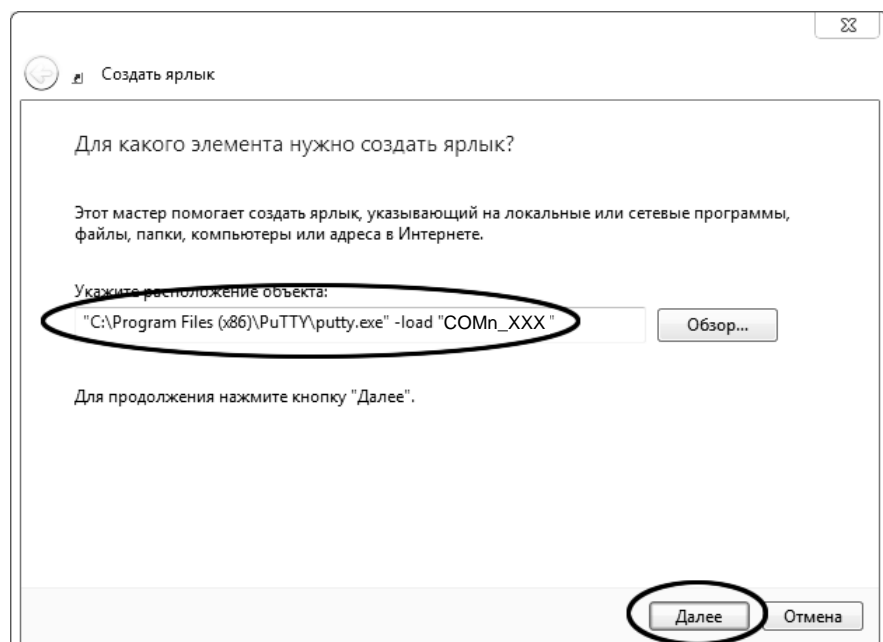 Создать ярлык
Для какого элемента нужно создать ярлык?
Этот мастер помогает создать ярлык, указывающий на локальные или сетевые программы,
файлы, папки, компьютеры или адреса в Интернете.
Укажите расположение объекта:
"C:\Program Files (x86)\PuTTY\putty.exe" -load "COMn_XXX "
Обзор...
Для продолжения нажмите кнопку "Далее".
Далее
Отмена